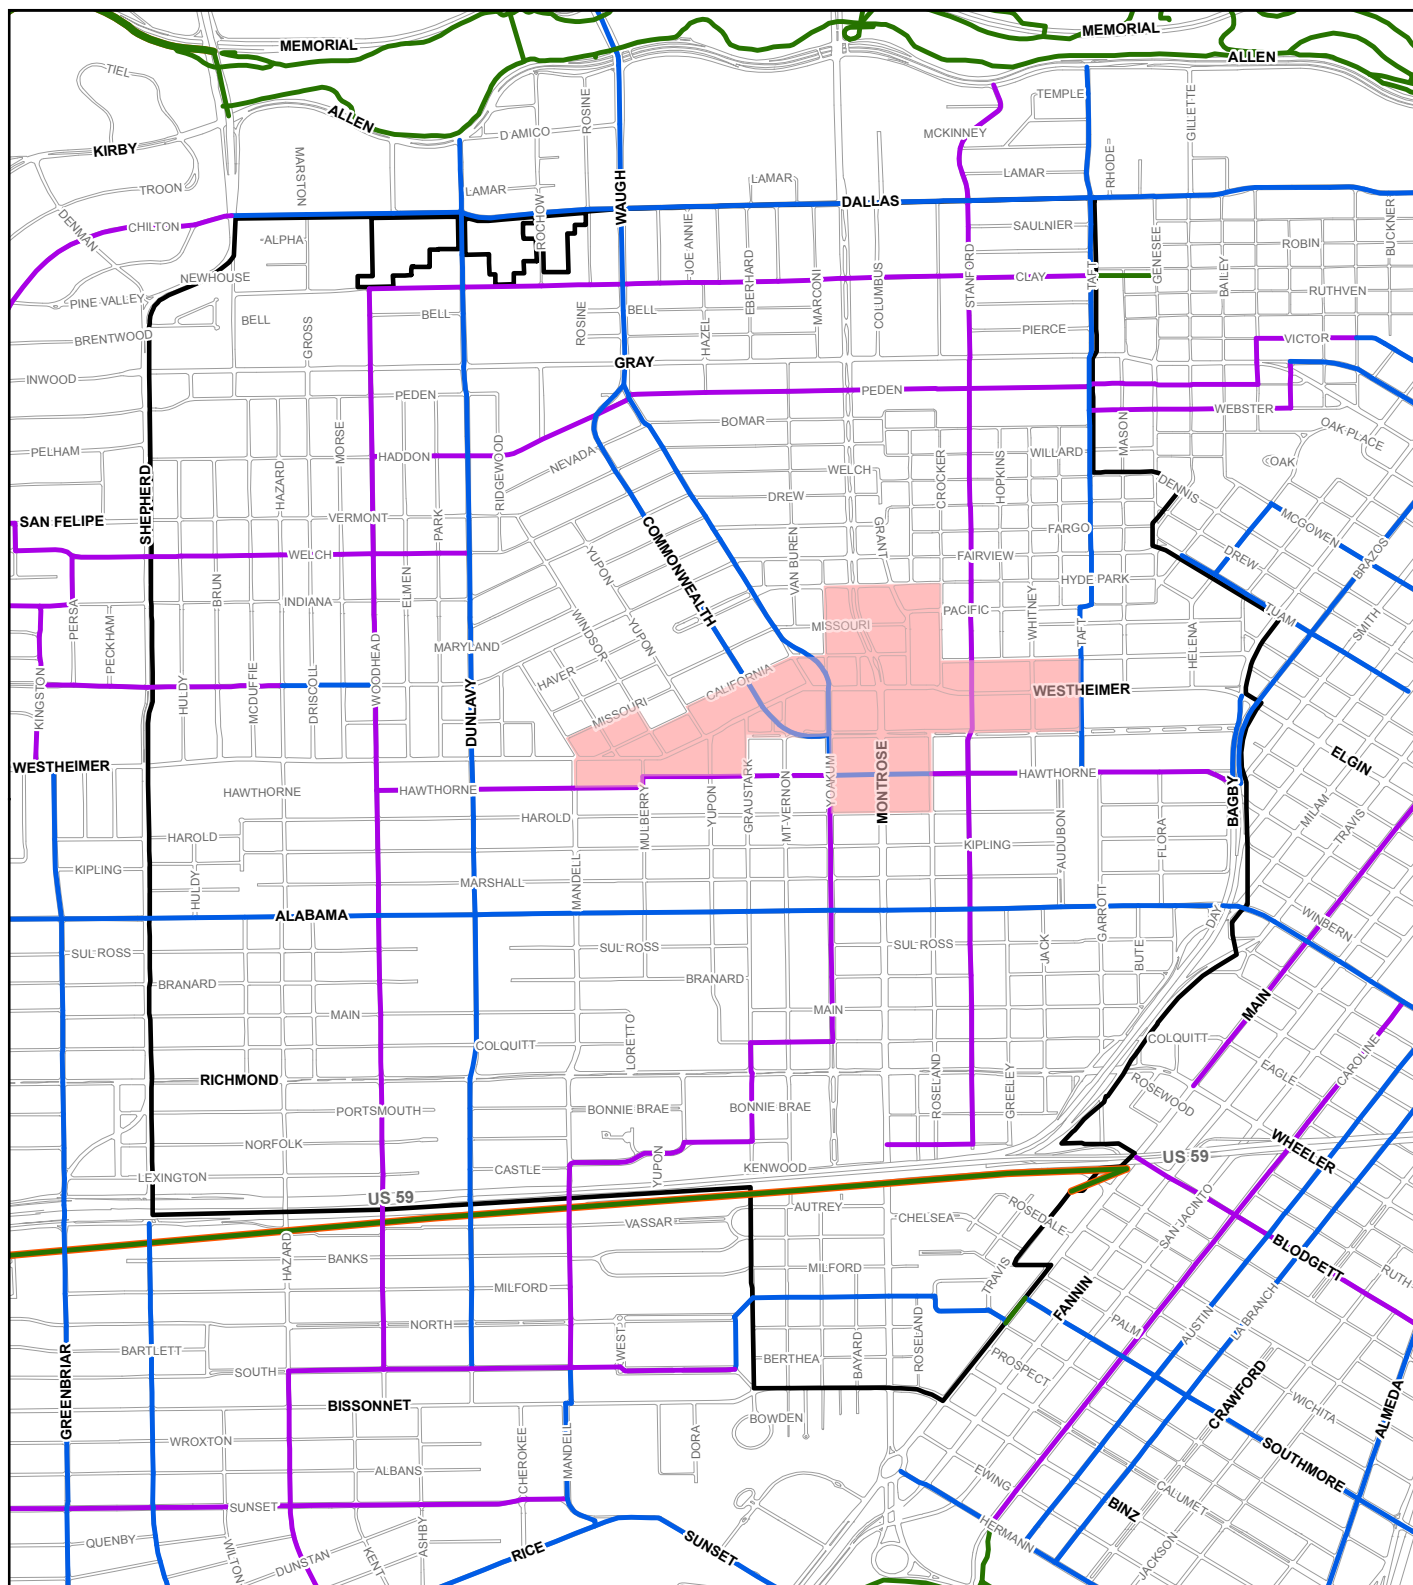 MEMORIAL
MEMORIAL
ALLEN
TIEL
TEMPLE
GILLETTE
ROSINE
ALLEN
D'AMICO
MCKINNEY
KIRBY
MARSTON
RHODE
LAMAR
LAMAR
LAMAR
TROON
WAUGH
DALLAS
DENMAN
CHILTON
ROCHOW
JOE ANNIE
SAULNIER
BUCKNER
ALPHA
ROBIN
GENESEE
NEWHOUSE
EBERHARD
MARCONI
COLUMBUS
STANFORD
CLAY
TAFT
BAILEY
RUTHVEN
PINE VALLEY
BELL
GROSS
BELL
ROSINE
BELL
HAZEL
PIERCE
BRENTWOOD
VICTOR
GRAY
INWOOD
PEDEN
PEDEN
WEBSTER
BOMAR
MASON
OAK PLACE
PELHAM
MORSE
HADDON
RIDGEWOOD
NEVADA
WELCH
CROCKER
HOPKINS
WILLARD
OAK
SHEPHERD
HAZARD
DREW
DENNIS
SAN FELIPE
VERMONT
PARK
COMMONWEALTH
GRANT
FARGO
MCGOWEN
WELCH
YUPON
VAN BUREN
FAIRVIEW
DREW
BRAZOS
BRUN
INDIANA
ELMEN
HYDE PARK
PERSA
PECKHAM
WINDSOR
YUPON
MISSOURI
PACIFIC
WHITNEY
TAFT
HELENA
TUAM
SMITH
MARYLAND
KINGSTON
HULDY
MCDUFFIE
DRISCOLL
WOODHEAD
DUNLAVY
HAVER
MISSOURI
CALIFORNIA
WESTHEIMER
WESTHEIMER
MONTROSE
ELGIN
HAWTHORNE
HAWTHORNE
HAWTHORNE
MULBERRY
YUPON
GRAUSTARK
MT VERNON
YOAKUM
BAGBY
MILAM
TRAVIS
HAROLD
HAROLD
KIPLING
AUDUBON
FLORA
KIPLING
HULDY
MARSHALL
MANDELL
GARROTT
ALABAMA
DAY
WINBERN
SUL ROSS
SUL ROSS
SUL ROSS
JACK
BUTE
BRANARD
BRANARD
MAIN
MAIN
MAIN
LORETTO
COLQUITT
COLQUITT
CAROLINE
RICHMOND
ROSELAND
GREELEY
EAGLE
ROSEWOOD
PORTSMOUTH
BONNIE BRAE
BONNIE BRAE
NORFOLK
WHEELER
LEXINGTON
CASTLE
YUPON
KENWOOD
US 59
US 59
AUTREY
CHELSEA
ROSEDALE
SAN JACINTO
VASSAR
HAZARD
BANKS
MILFORD
MILFORD
TRAVIS
BLODGETT
RUTH
FANNIN
NORTH
WEST
PALM
AUSTIN
LA BRANCH
GREENBRIAR
BARTLETT
SOUTH
BERTHEA
BAYARD
ROSELAND
PROSPECT
BISSONNET
BOWDEN
CRAWFORD
WICHITA
ALMEDA
WROXTON
CHEROKEE
MANDELL
DORA
SOUTHMORE
ALBANS
EWING
CALUMET
SUNSET
BINZ
QUENBY
WILTON
DUNSTAN
KENT
ASHBY
RICE
SUNSET
HERMANN
JACKSON